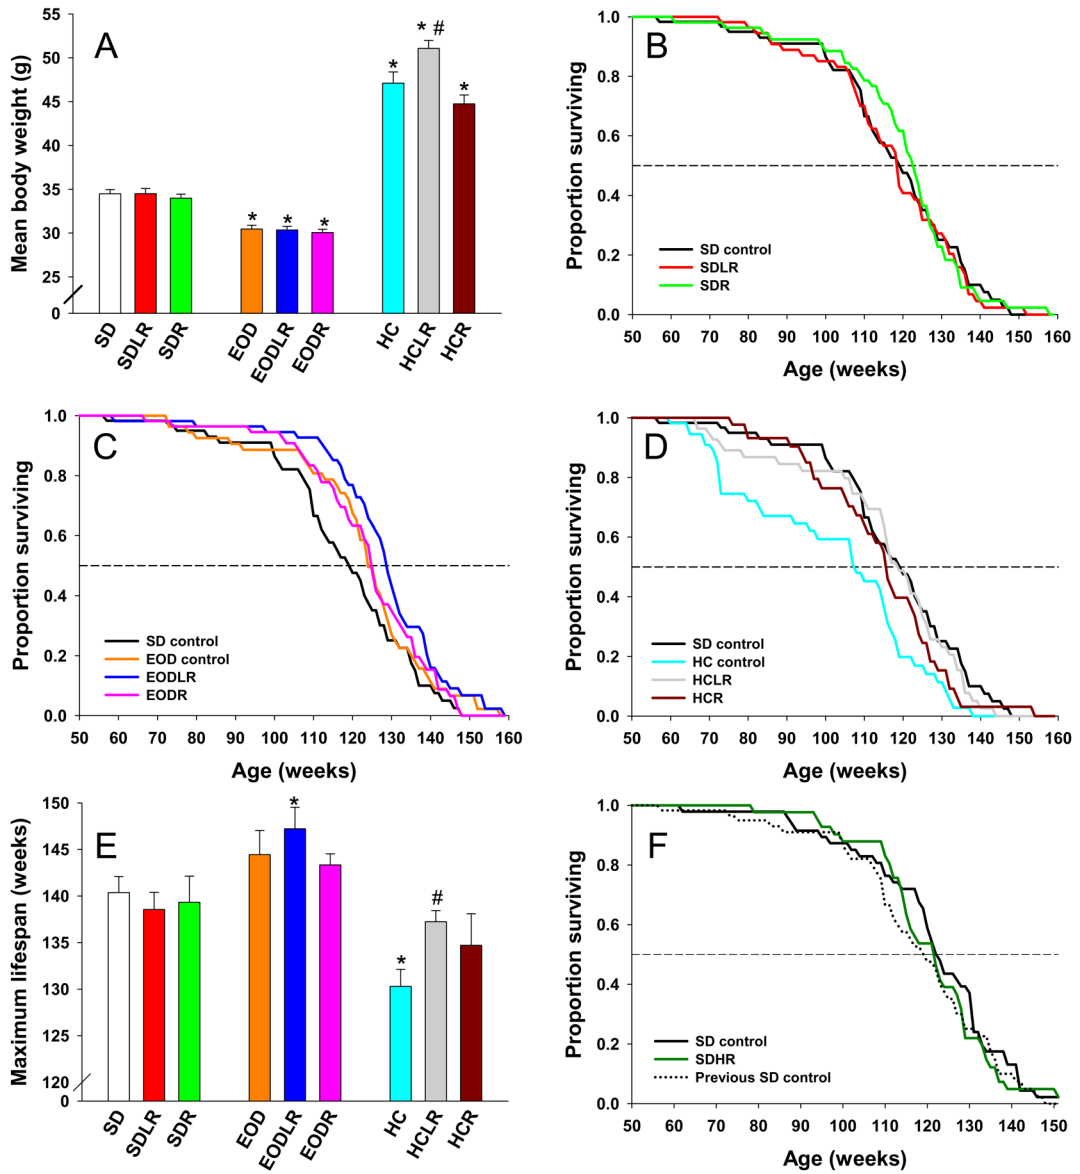 A
Mean body weight (g)
55
50
45
40
35
30
25
0
* * * * * # *
SD SDLR SDR EOD EODLR EODR HC HCLR HCR
B
Proportion surviving
1.0
0.8
0.6
0.4
0.2
0.0
SD control
SDLR
SDR
50 60 70 80 90 100 110 120 130 140 150 160
Age (weeks)
C
Proportion surviving
1.0
0.8
0.6
0.4
0.2
0.0
SD control
EOD control
EODLR
EODR
50 60 70 80 90 100 110 120 130 140 150 160
Age (weeks)
D
Proportion surviving
1.0
0.8
0.6
0.4
0.2
0.0
SD control
HC control
HCLR
HCR
50 60 70 80 90 100 110 120 130 140 150 160
Age (weeks)
E
Maximum lifespan (weeks)
150
145
140
135
130
125
120
0
* * #
SD SDLR SDR EOD EODLR EODR HC HCLR HCR
F
Proportion surviving
1.0
0.8
0.6
0.4
0.2
0.0
SD control
SDHR
Previous SD control
50 60 70 80 90 100 110 120 130 140 150
Age (weeks)